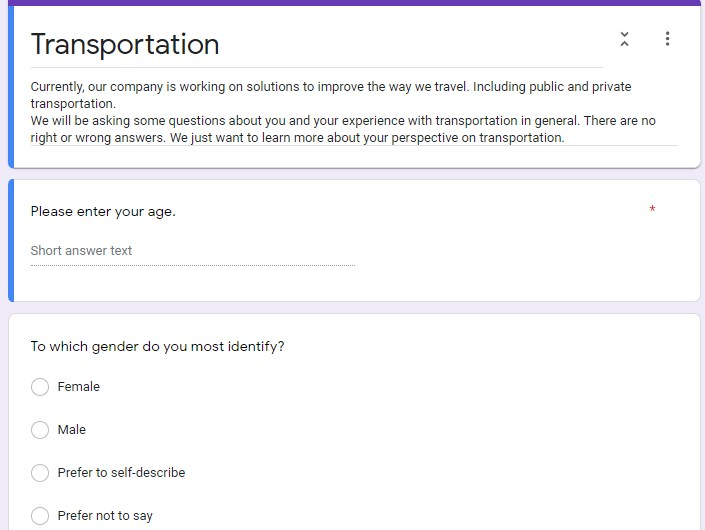 Transportation
Currently, our company is working on solutions to improve the way we travel. Including public and private
transportation.
We will be asking some questions about you and your experience with transportation in general. There are no
right or wrong answers. We just want to learn more about your perspective on transportation.
Please enter your age. *
Short answer text
To which gender do you most identify?
Female
Male
Prefer to self-describe
Prefer not to say